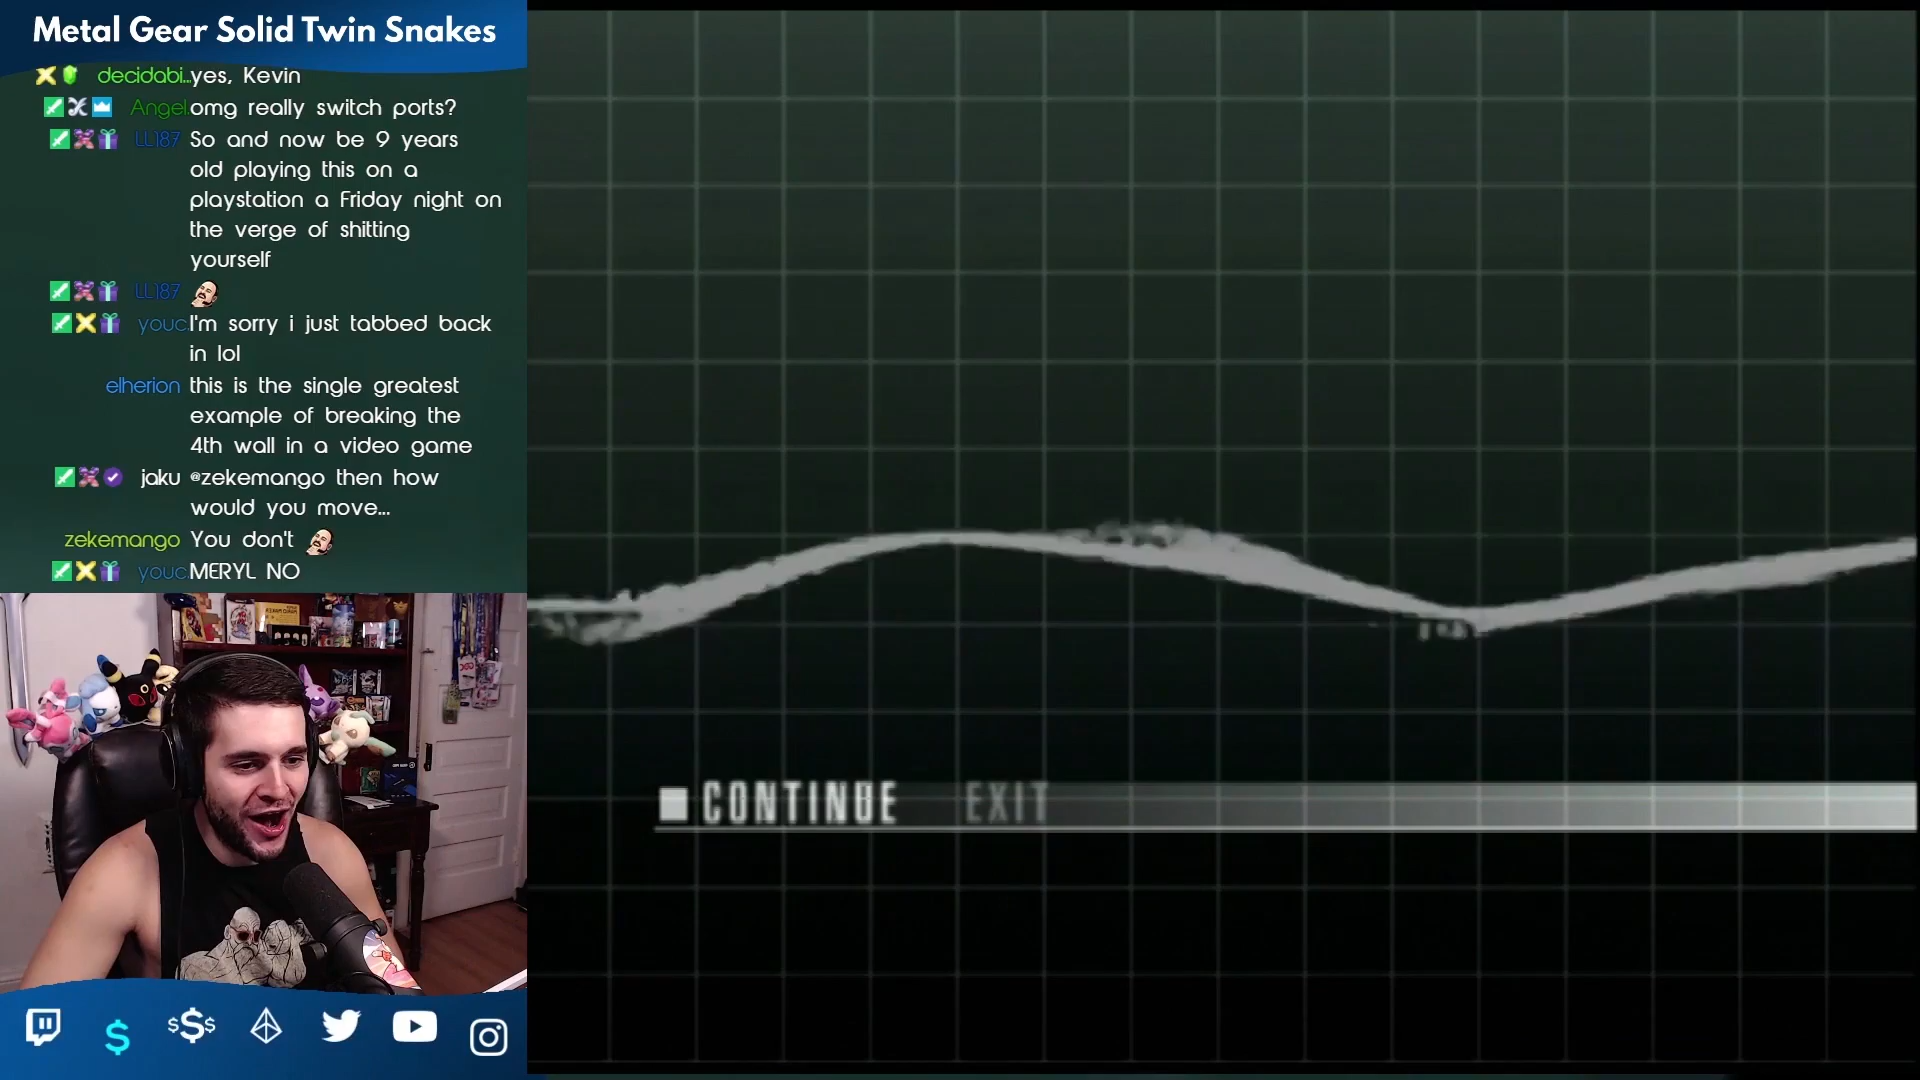 Metal Gear Solid Twin Snakes
decidabi...yes, Kevin
Angel omg really switch ports?
LL187 So and now be 9 years
old playing this on a
playstation a Friday night on
the verge of shitting
yourself
LL187
youc I'm sorry i just tabbed back
in lol
elherion this is the single greatest
example of breaking the
4th wall in a video game
jaku @zekemango then how
would you move...
zekemango You don't
youc MERYL NO
CONTINUE EXIT